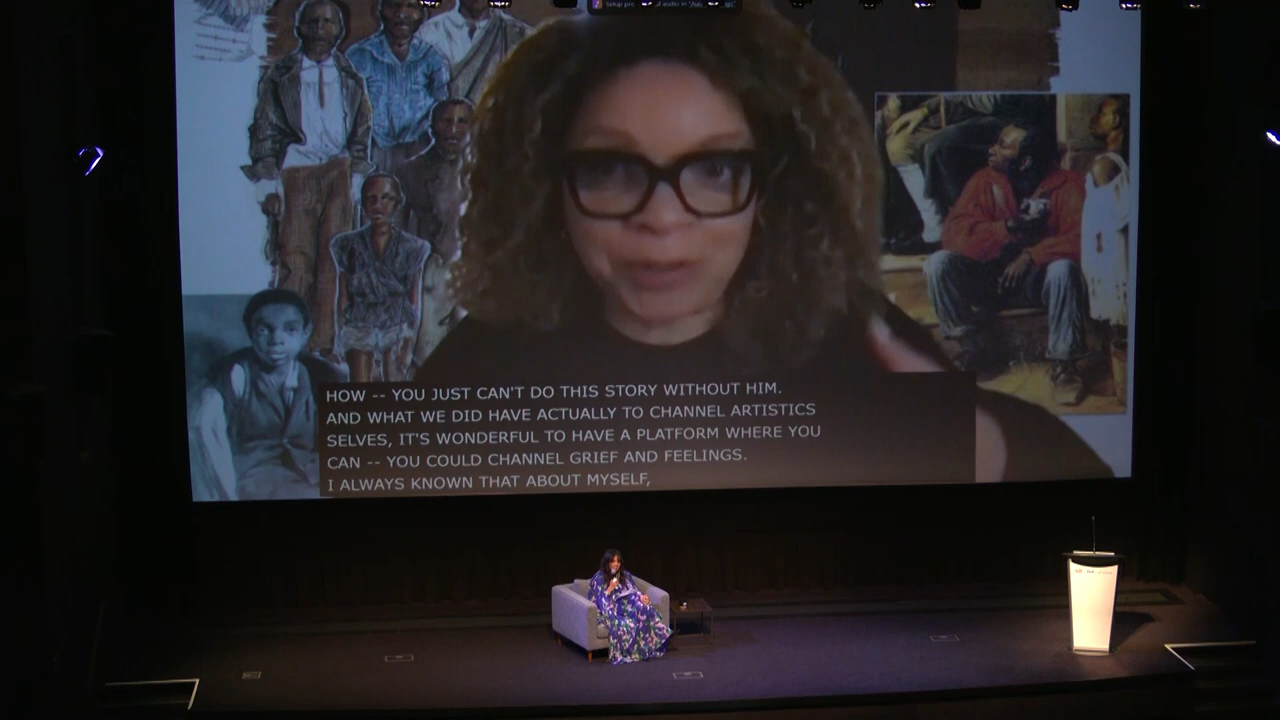 Setup pro
HOW -- YOU JUST CAN'T DO THIS STORY WITHOUT HIM.
AND WHAT WE DID HAVE ACTUALLY TO CHANNEL ARTISTICS
SELVES, IT'S WONDERFUL TO HAVE A PLATFORM WHERE YOU
CAN -- YOU COULD CHANNEL GRIEF AND FEELINGS.
I ALWAYS KNOWN THAT ABOUT MYSELF,